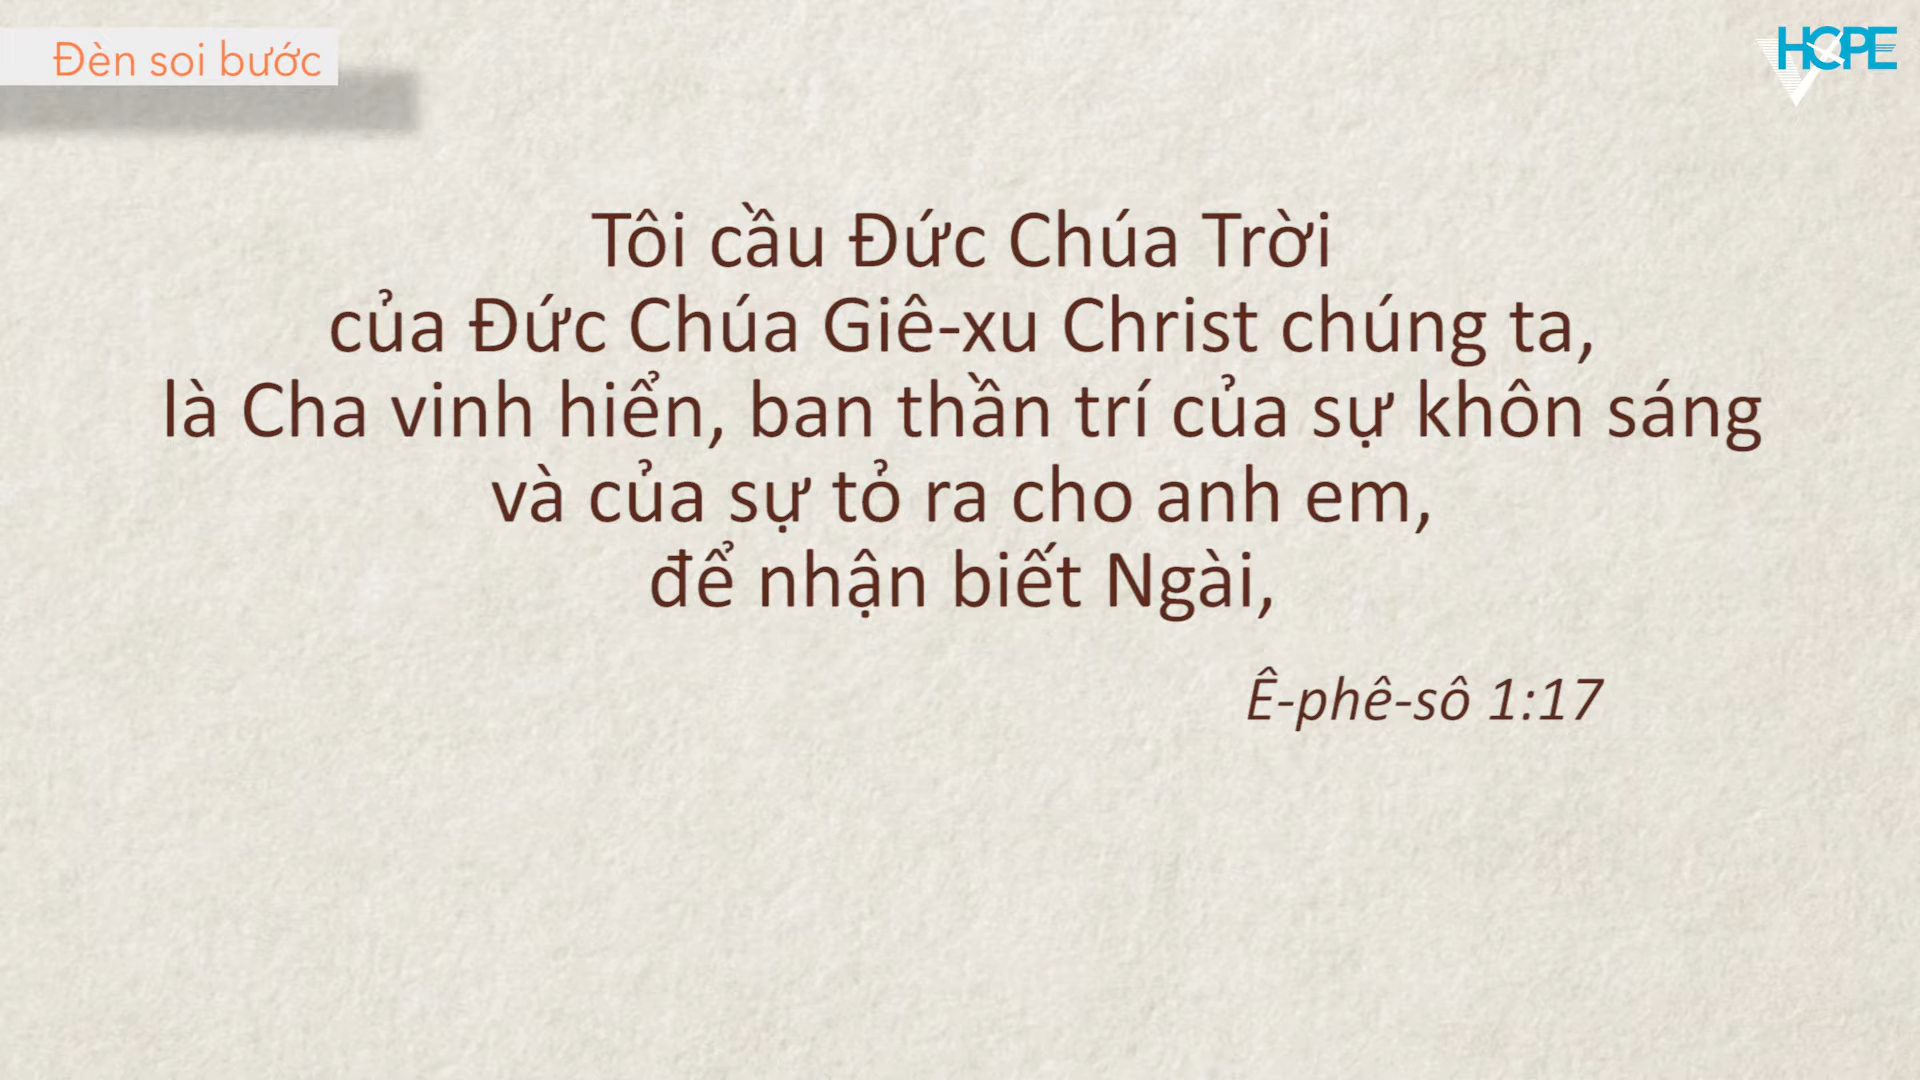 Đèn soi bước
HOPE
Tôi cầu Đức Chúa Trời
của Đức Chúa Giê-xu Christ chúng ta,
là Cha vinh hiển, ban thần trí của sự khôn sáng
và của sự tỏ ra cho anh em,
để nhận biết Ngài,
Ê-phê-sô 1:17